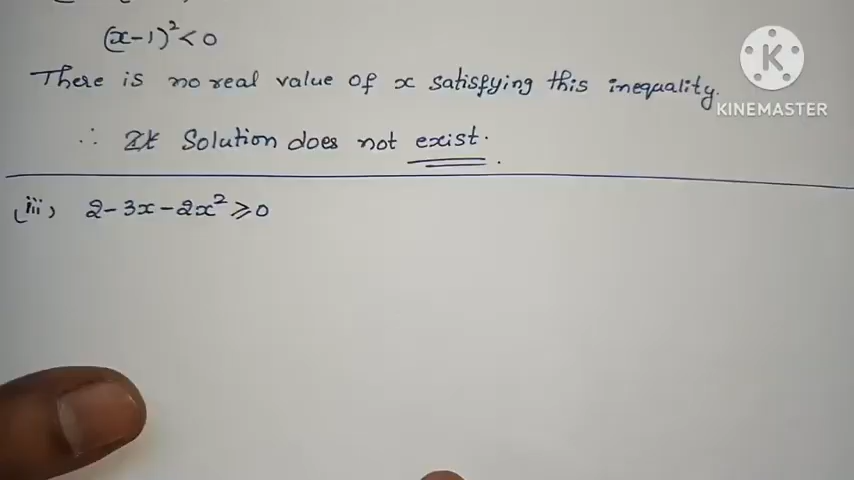 (x-1)² < 0
There is no real value of x satisfying this inequality.
∴ Solution does not exist.
(iii) 2-3x-2x² ≥ 0
K
KINEMASTER